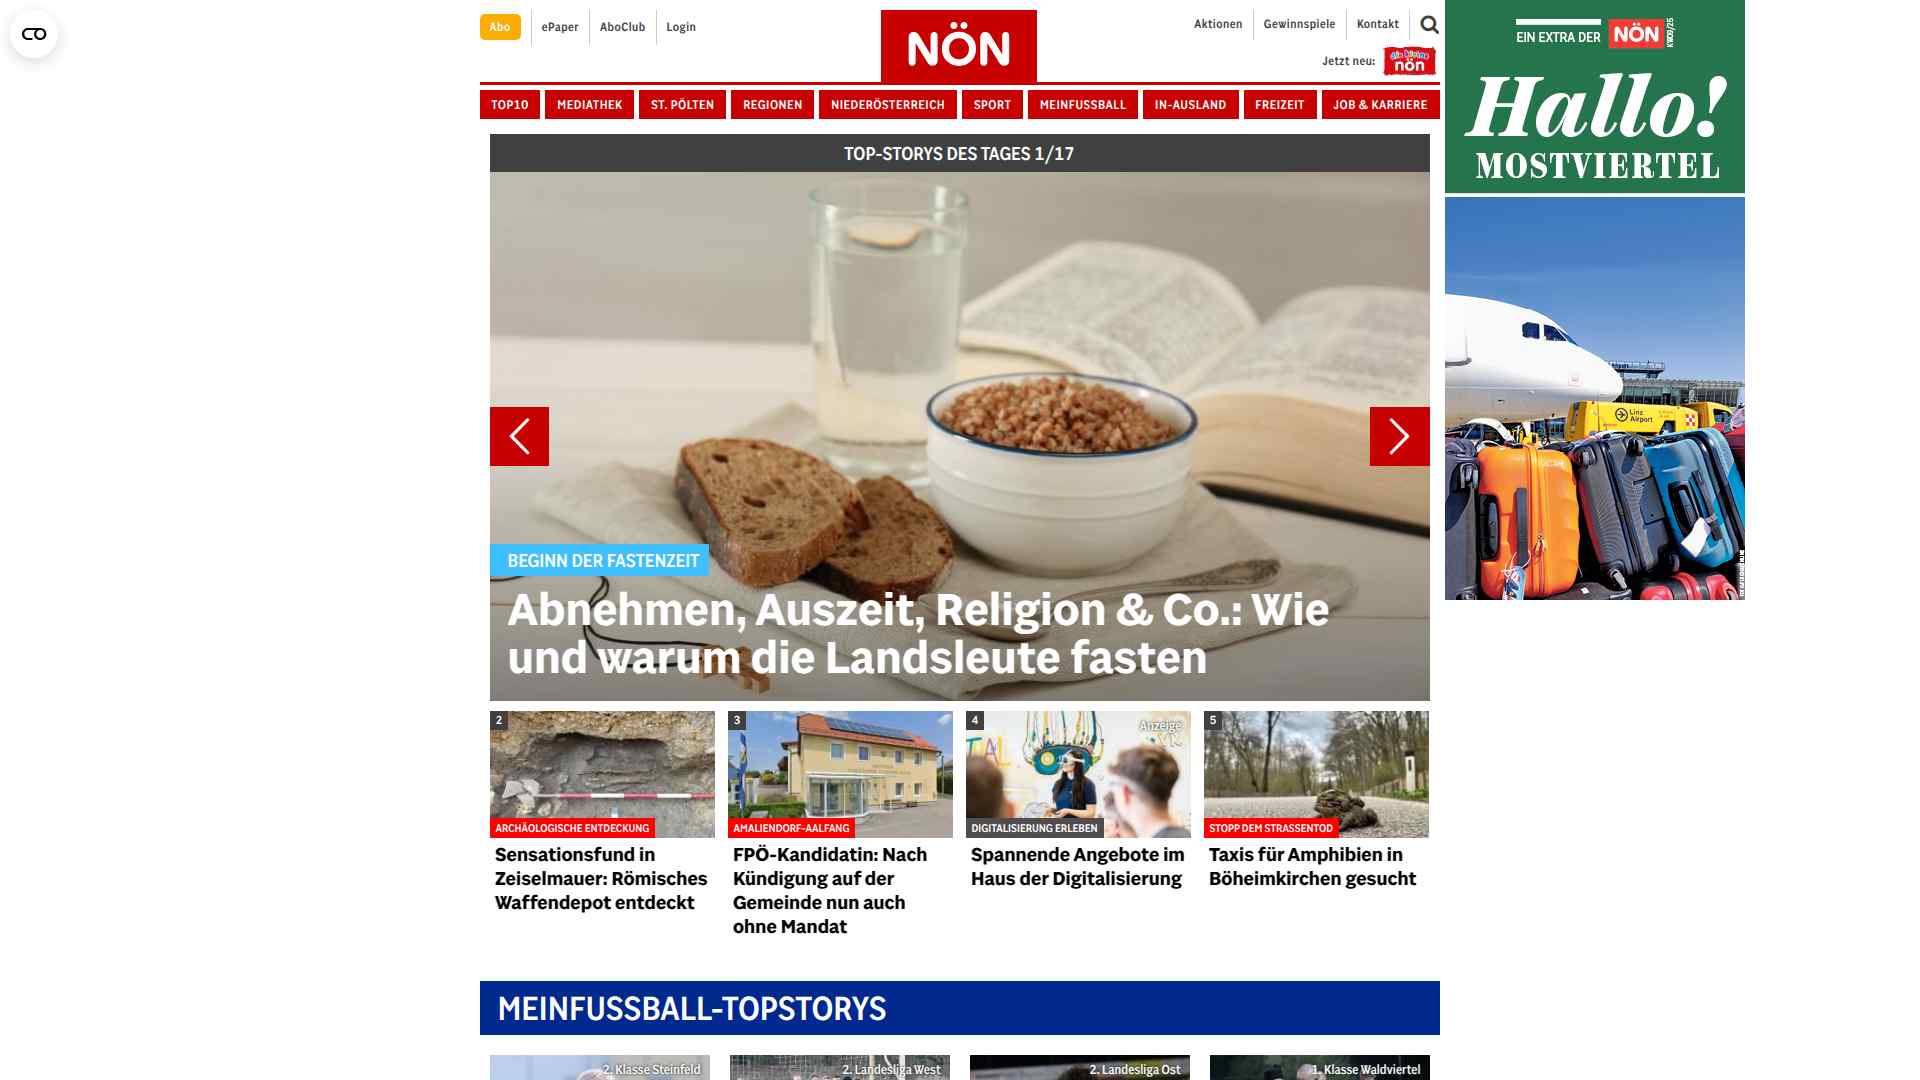 Abo
ePaper
AboClub
Login
NÖN
Aktionen
Gewinnspiele
Kontakt
Jetzt neu:
die kleine
nön
TOP10
MEDIATHEK
ST. PÖLTEN
REGIONEN
NIEDERÖSTERREICH
SPORT
MEINFUSSBALL
IN-AUSLAND
FREIZEIT
JOB & KARRIERE
TOP-STORYS DES TAGES 1/17
BEGINN DER FASTENZEIT
Abnehmen, Auszeit, Religion & Co.: Wie
und warum die Landsleute fasten
2
ARCHÄOLOGISCHE ENTDECKUNG
Sensationsfund in
Zeiselmauer: Römisches
Waffendepot entdeckt
3
AMALIENDORF-AALFANG
FPÖ-Kandidatin: Nach
Kündigung auf der
Gemeinde nun auch
ohne Mandat
4
Anzeige
DIGITALISIERUNG ERLEBEN
Spannende Angebote im
Haus der Digitalisierung
5
STOPP DEM STRASSENTOD
Taxis für Amphibien in
Böheimkirchen gesucht
MEINFUSSBALL-TOPSTORYS
2. Klasse Steinfeld
2. Landesliga West
2. Landesliga Ost
1. Klasse Waldviertel
EIN EXTRA DER
NÖN
KW09/25
Hallo!
MOSTVIERTEL
Linz
Airport